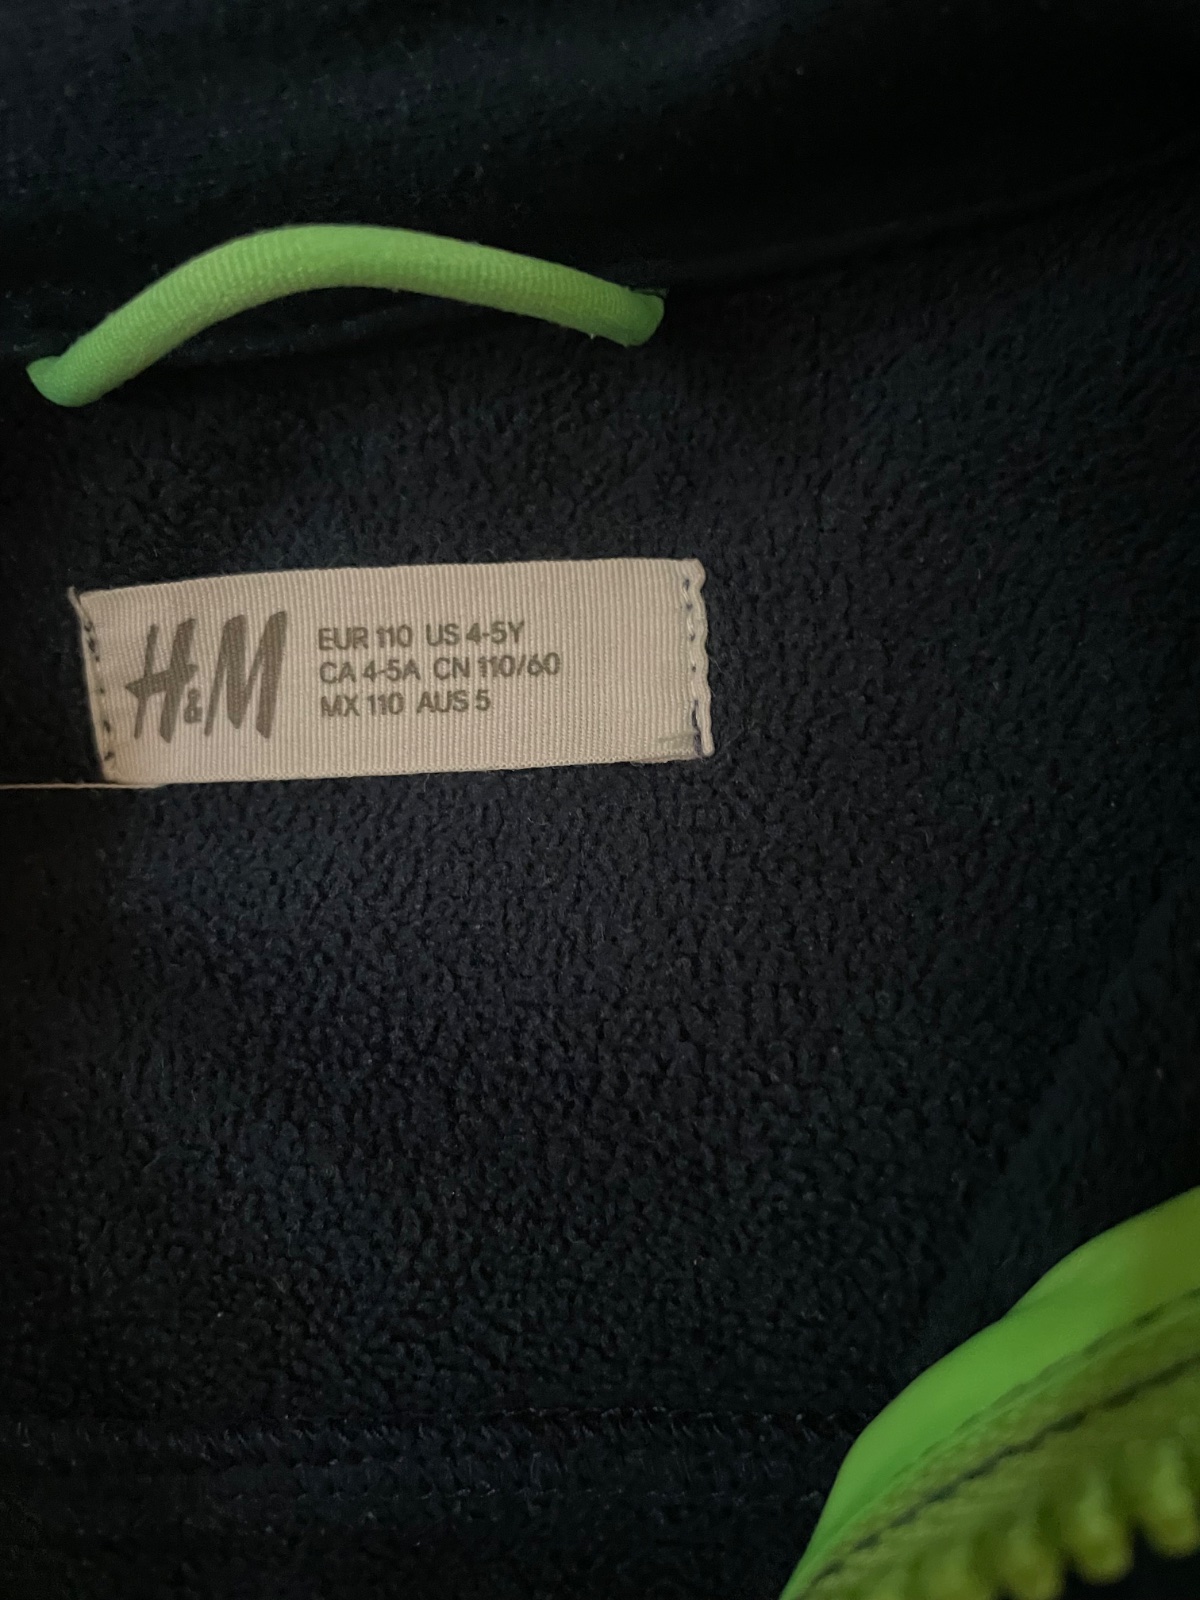 H&M
EUR 110 US 4-5Y
CA 4-5A CN 110/60
MX 110 AUS 5